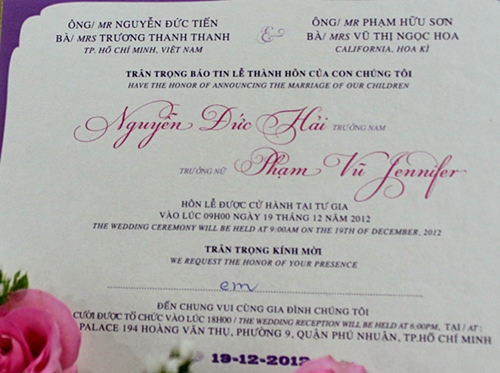 ÔNG/ MR NGUYỄN ĐỨC TIẾN
BÀ/ MRS TRƯƠNG THANH THANH
TP. HỒ CHÍ MINH, VIỆT NAM
&
ÔNG/ MR PHẠM HỮU SƠN
BÀ/ MRS VŨ THỊ NGỌC HOA
CALIFORNIA, HOA KÌ
TRÂN TRỌNG BÁO TIN LỄ THÀNH HÔN CỦA CON CHÚNG TÔI
HAVE THE HONOR OF ANNOUNCING THE MARRIAGE OF OUR CHILDREN
Nguyễn Đức Hải TRƯỞNG NAM
TRƯỞNG NỮ Phạm Vũ Jennifer
HÔN LỄ ĐƯỢC CỬ HÀNH TẠI TƯ GIA
VÀO LÚC 09H00 NGÀY 19 THÁNG 12 NĂM 2012
THE WEDDING CEREMONY WILL BE HELD AT 9:00AM ON THE 19TH OF DECEMBER, 2012
TRÂN TRỌNG KÍNH MỜI
WE REQUEST THE HONOR OF YOUR PRESENCE
em
ĐẾN CHUNG VUI CÙNG GIA ĐÌNH CHÚNG TÔI
CƯỚI ĐƯỢC TỔ CHỨC VÀO LÚC 18H00 / THE WEDDING RECEPTION WILL BE HELD AT 6.00PM, TẠI / AT:
PALACE 194 HOÀNG VĂN THỤ, PHƯỜNG 9, QUẬN PHÚ NHUẬN, TP.HỒ CHÍ MINH
19-12-2012